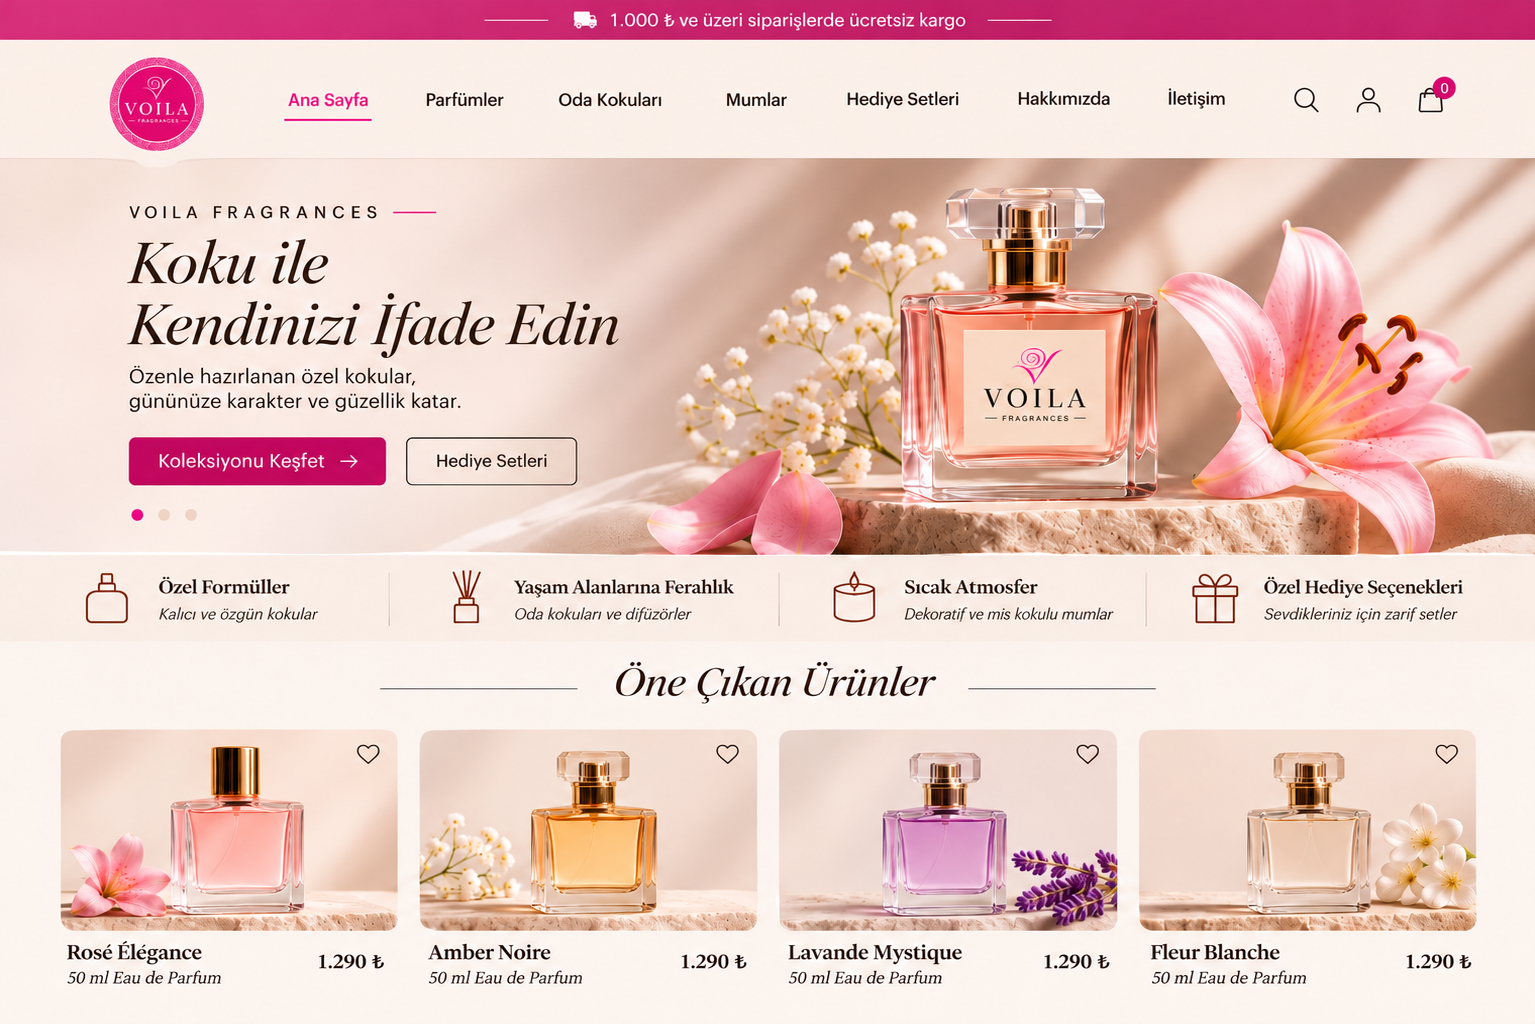 1.000 ₺ ve üzeri siparişlerde ücretsiz kargo
VOILA
FRAGRANCES
Ana Sayfa
Parfümler
Oda Kokuları
Mumlar
Hediye Setleri
Hakkımızda
İletişim
0
VOILA FRAGRANCES
Koku ile
Kendinizi İfade Edin
Özenle hazırlanan özel kokular,
gününüze karakter ve güzellik katar.
Koleksiyonu Keşfet →
Hediye Setleri
VOILA
FRAGRANCES
Özel Formüller
Kalıcı ve özgün kokular
Yaşam Alanlarına Ferahlık
Oda kokuları ve difüzörler
Sıcak Atmosfer
Dekoratif ve mis kokulu mumlar
Özel Hediye Seçenekleri
Sevdikleriniz için zarif setler
Öne Çıkan Ürünler
Rosé Élégance
50 ml Eau de Parfum
1.290 ₺
Amber Noire
50 ml Eau de Parfum
1.290 ₺
Lavande Mystique
50 ml Eau de Parfum
1.290 ₺
Fleur Blanche
50 ml Eau de Parfum
1.290 ₺